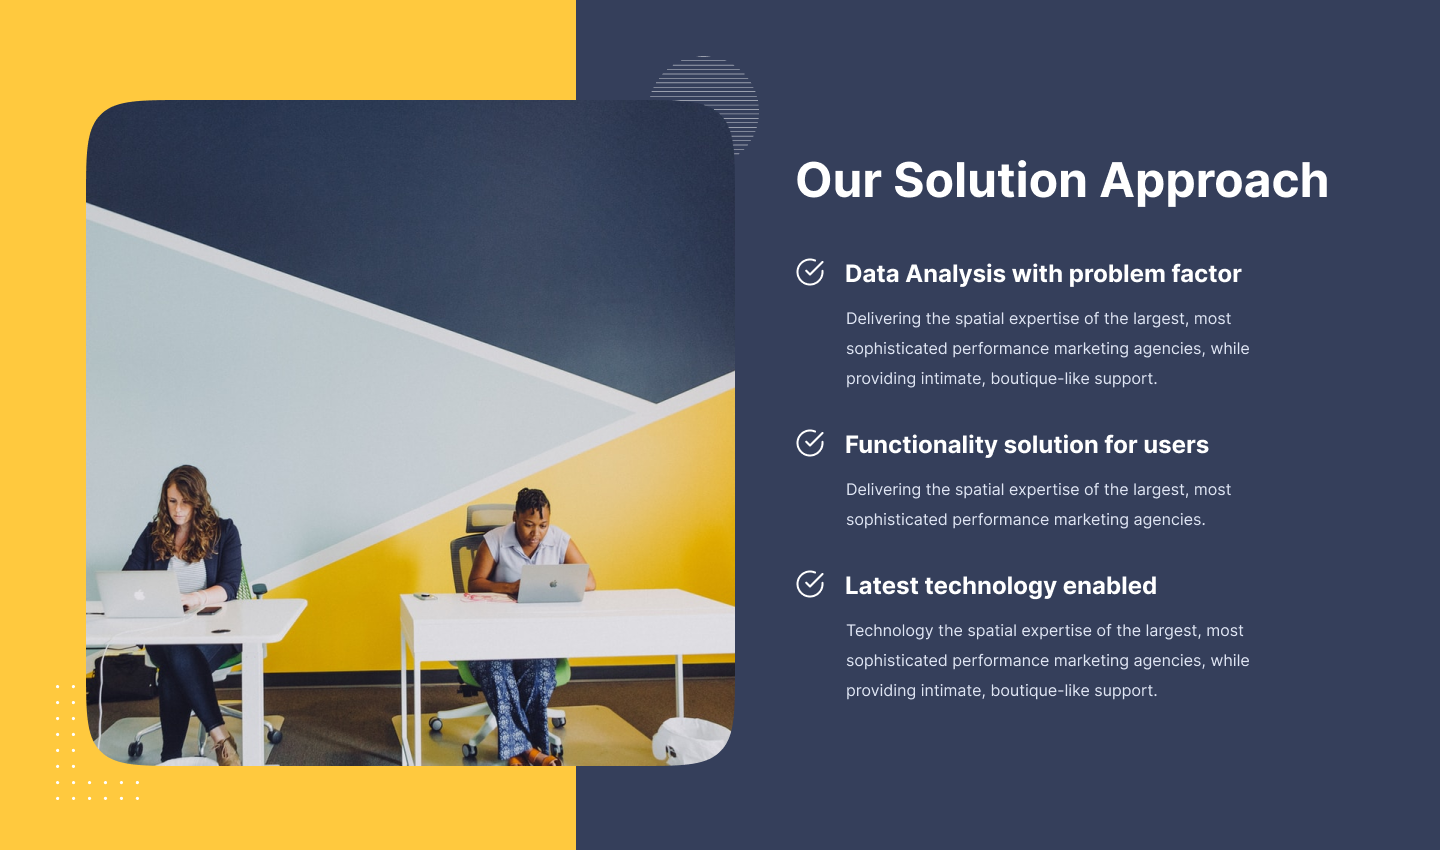 Our Solution Approach
Data Analysis with problem factor
Delivering the spatial expertise of the largest, most
sophisticated performance marketing agencies, while
providing intimate, boutique-like support.
Functionality solution for users
Delivering the spatial expertise of the largest, most
sophisticated performance marketing agencies.
Latest technology enabled
Technology the spatial expertise of the largest, most
sophisticated performance marketing agencies, while
providing intimate, boutique-like support.